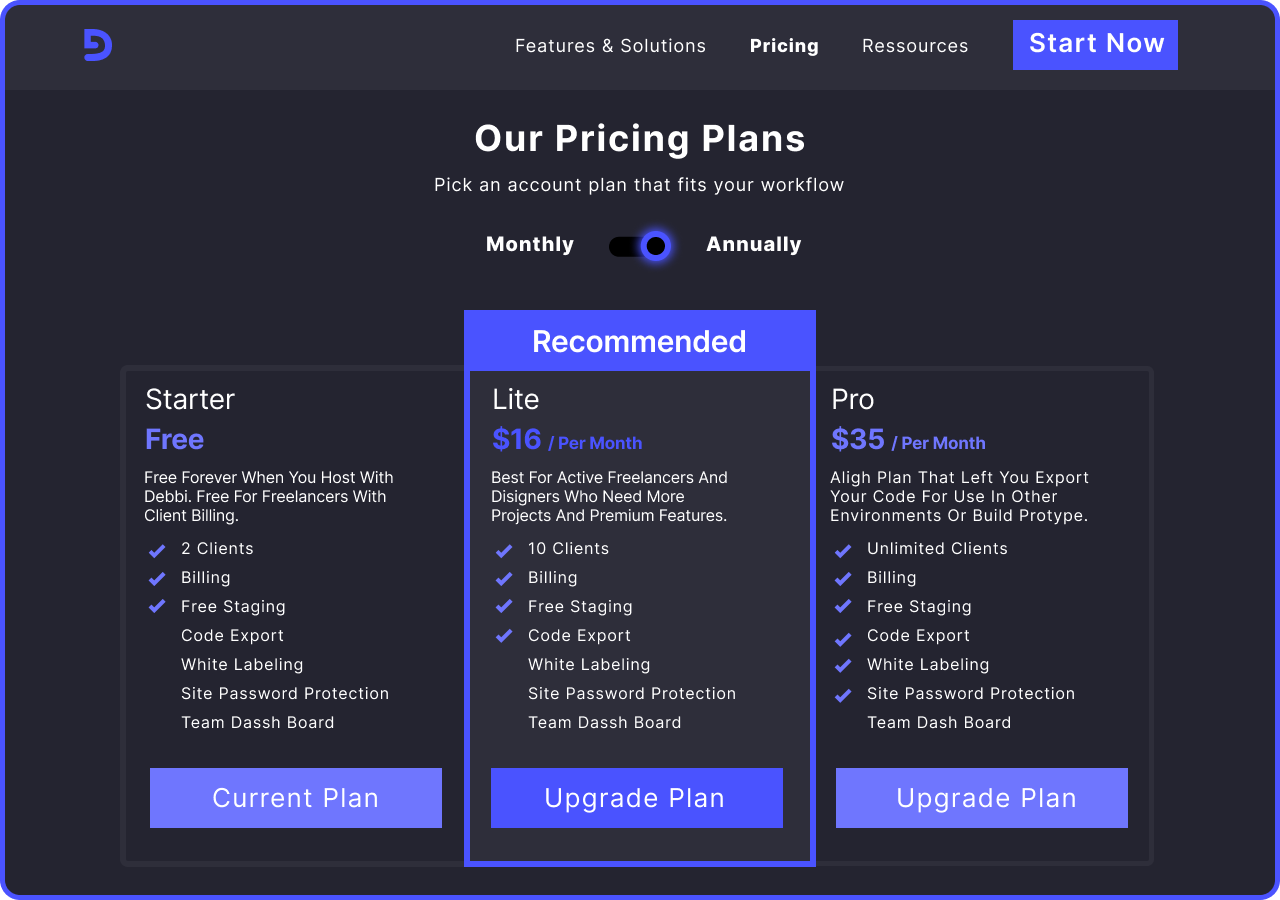 Features & Solutions
Pricing
Ressources
Start Now
Our Pricing Plans
Pick an account plan that fits your workflow
Monthly
Annually
Recommended
Starter
Free
Free Forever When You Host With
Debbi. Free For Freelancers With
Client Billing.
2 Clients
Billing
Free Staging
Code Export
White Labeling
Site Password Protection
Team Dassh Board
Current Plan
Lite
$16 / Per Month
Best For Active Freelancers And
Disigners Who Need More
Projects And Premium Features.
10 Clients
Billing
Free Staging
Code Export
White Labeling
Site Password Protection
Team Dassh Board
Upgrade Plan
Pro
$35 / Per Month
Aligh Plan That Left You Export
Your Code For Use In Other
Environments Or Build Protype.
Unlimited Clients
Billing
Free Staging
Code Export
White Labeling
Site Password Protection
Team Dash Board
Upgrade Plan